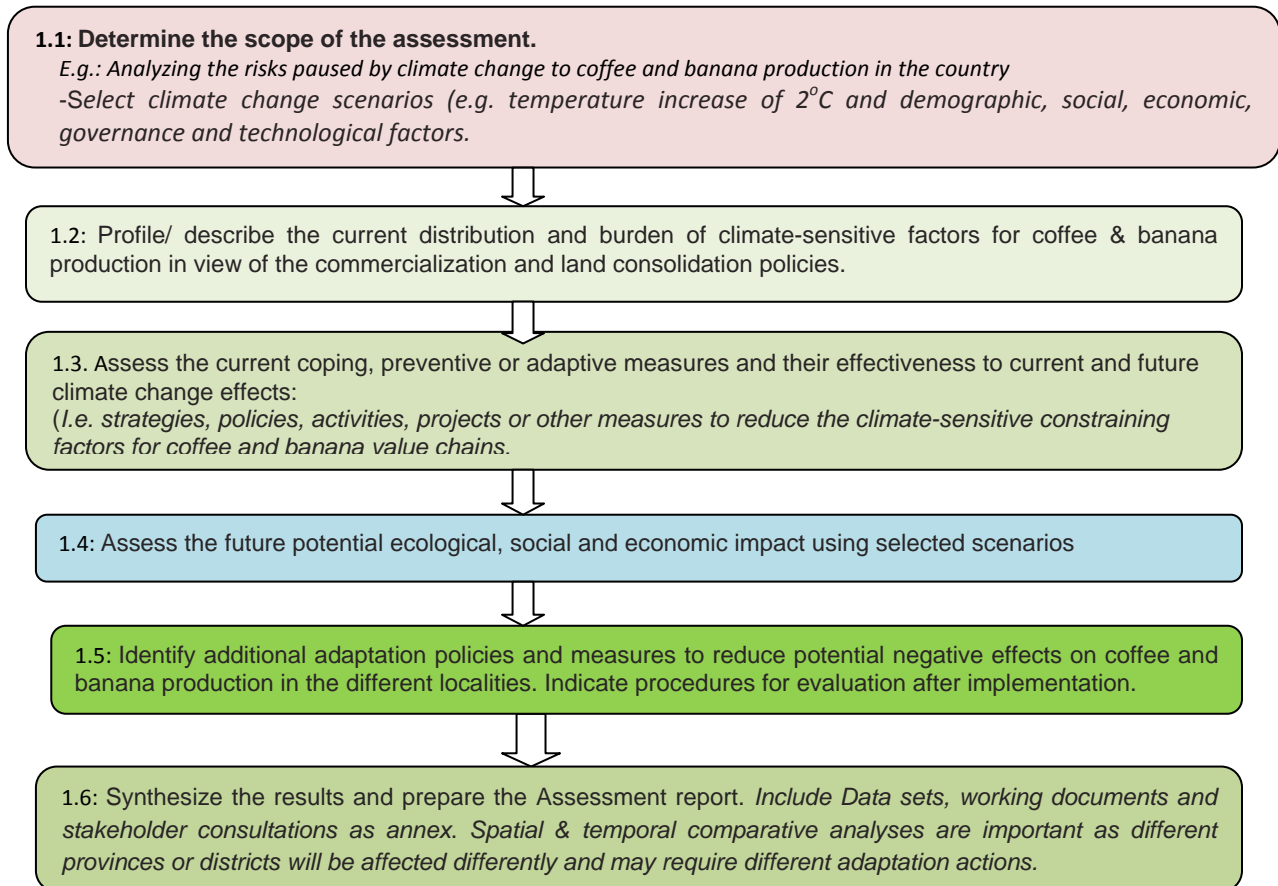 1.1: Determine the scope of the assessment.
E.g.: Analyzing the risks paused by climate change to coffee and banana production in the country
-Select climate change scenarios (e.g. temperature increase of 2°C and demographic, social, economic,
governance and technological factors.
1.2: Profile/ describe the current distribution and burden of climate-sensitive factors for coffee & banana
production in view of the commercialization and land consolidation policies.
1.3. Assess the current coping, preventive or adaptive measures and their effectiveness to current and future
climate change effects:
(I.e. strategies, policies, activities, projects or other measures to reduce the climate-sensitive constraining
factors for coffee and banana value chains.
1.4: Assess the future potential ecological, social and economic impact using selected scenarios
1.5: Identify additional adaptation policies and measures to reduce potential negative effects on coffee and
banana production in the different localities. Indicate procedures for evaluation after implementation.
1.6: Synthesize the results and prepare the Assessment report. Include Data sets, working documents and
stakeholder consultations as annex. Spatial & temporal comparative analyses are important as different
provinces or districts will be affected differently and may require different adaptation actions.